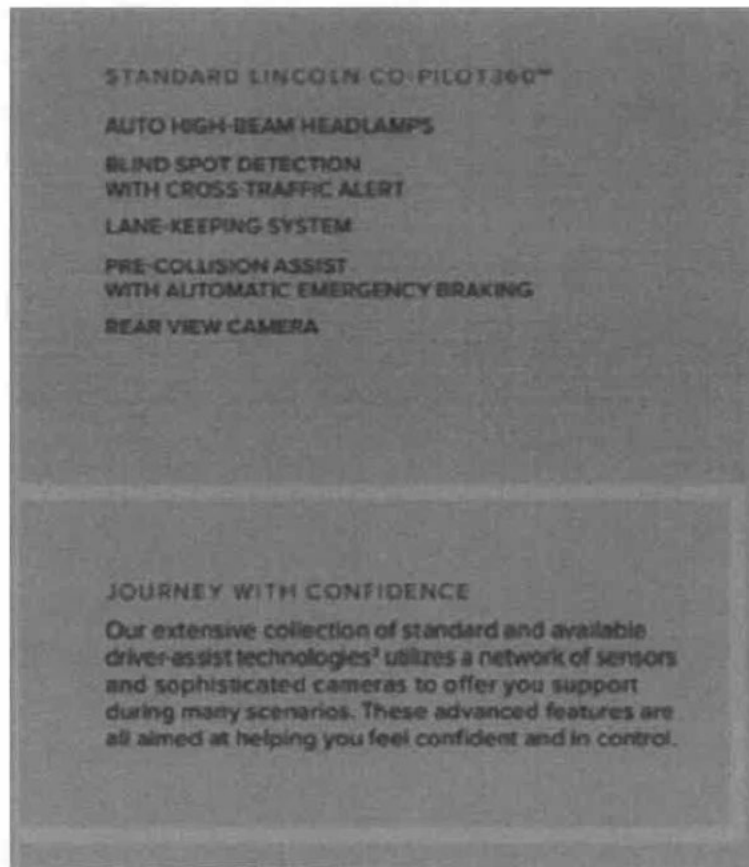 STANDARD LINCOLN CO-PILOT360™
AUTO HIGH-BEAM HEADLAMPS
BLIND SPOT DETECTION
WITH CROSS-TRAFFIC ALERT
LANE-KEEPING SYSTEM
PRE-COLLISION ASSIST
WITH AUTOMATIC EMERGENCY BRAKING
REAR VIEW CAMERA
JOURNEY WITH CONFIDENCE
Our extensive collection of standard and available
driver-assist technologies³ utilizes a network of sensors
and sophisticated cameras to offer you support
during many scenarios. These advanced features are
all aimed at helping you feel confident and in control.